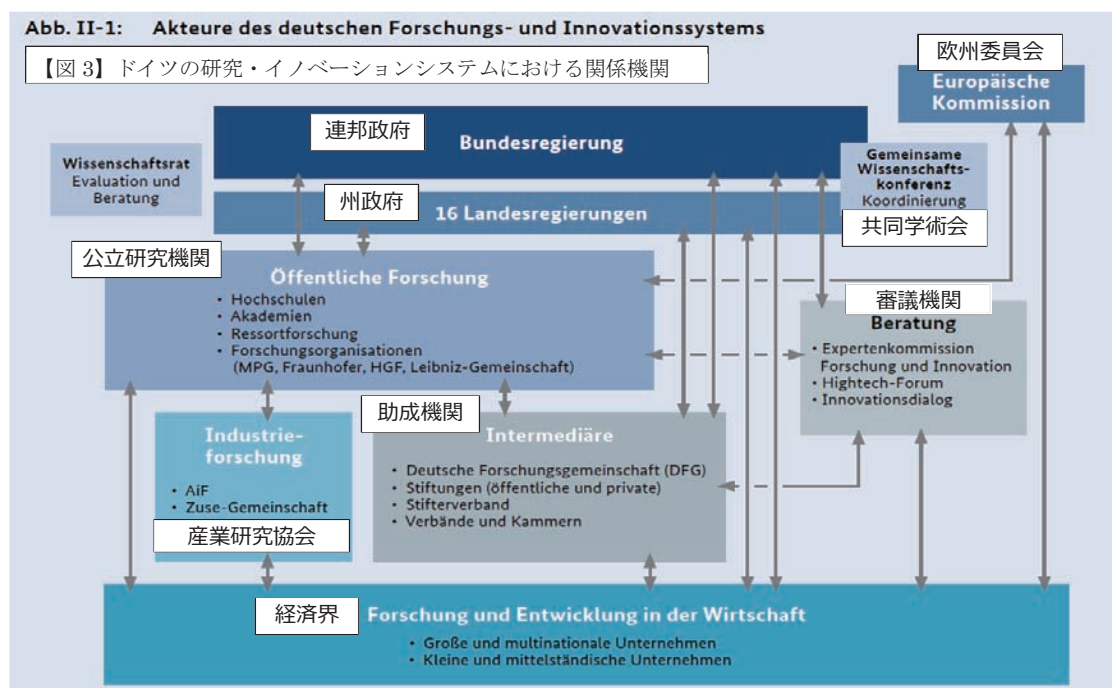 Abb. II-1: Akteure des deutschen Forschungs- und Innovationssystems
【図 3】ドイツの研究・イノベーションシステムにおける関係機関
欧州委員会
Europäische
Kommission
連邦政府
Bundesregierung
Wissenschaftsrat
Evaluation und
Beratung
Gemeinsame
Wissenschafts-
konferenz
Koordinierung
共同学術会
州政府
16 Landesregierungen
公立研究機関
Öffentliche Forschung
• Hochschulen
• Akademien
• Ressortforschung
• Forschungsorganisationen
(MPG, Fraunhofer, HGF, Leibniz-Gemeinschaft)
審議機関
Beratung
• Expertenkommission
Forschung und Innovation
• Hightech-Forum
• Innovationsdialog
Industrie-
forschung
• AiF
• Zuse-Gemeinschaft
産業研究協会
助成機関
Intermediäre
• Deutsche Forschungsgemeinschaft (DFG)
• Stiftungen (öffentliche und private)
• Stifterverband
• Verbände und Kammern
経済界
Forschung und Entwicklung in der Wirtschaft
• Große und multinationale Unternehmen
• Kleine und mittelständische Unternehmen